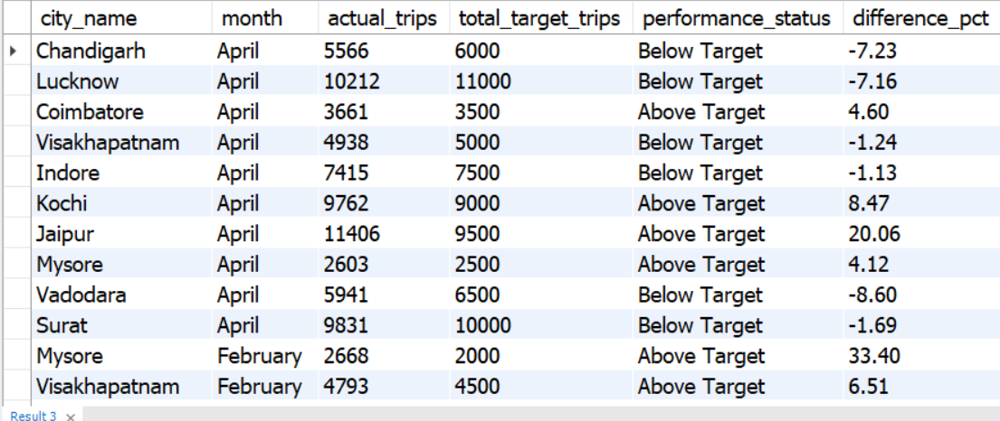 city_name month actual_trips total_target_trips performance_status difference_pct
Chandigarh April 5566 6000 Below Target -7.23
Lucknow April 10212 11000 Below Target -7.16
Coimbatore April 3661 3500 Above Target 4.60
Visakhapatnam April 4938 5000 Below Target -1.24
Indore April 7415 7500 Below Target -1.13
Kochi April 9762 9000 Above Target 8.47
Jaipur April 11406 9500 Above Target 20.06
Mysore April 2603 2500 Above Target 4.12
Vadodara April 5941 6500 Below Target -8.60
Surat April 9831 10000 Below Target -1.69
Mysore February 2668 2000 Above Target 33.40
Visakhapatnam February 4793 4500 Above Target 6.51
Result 3 ×